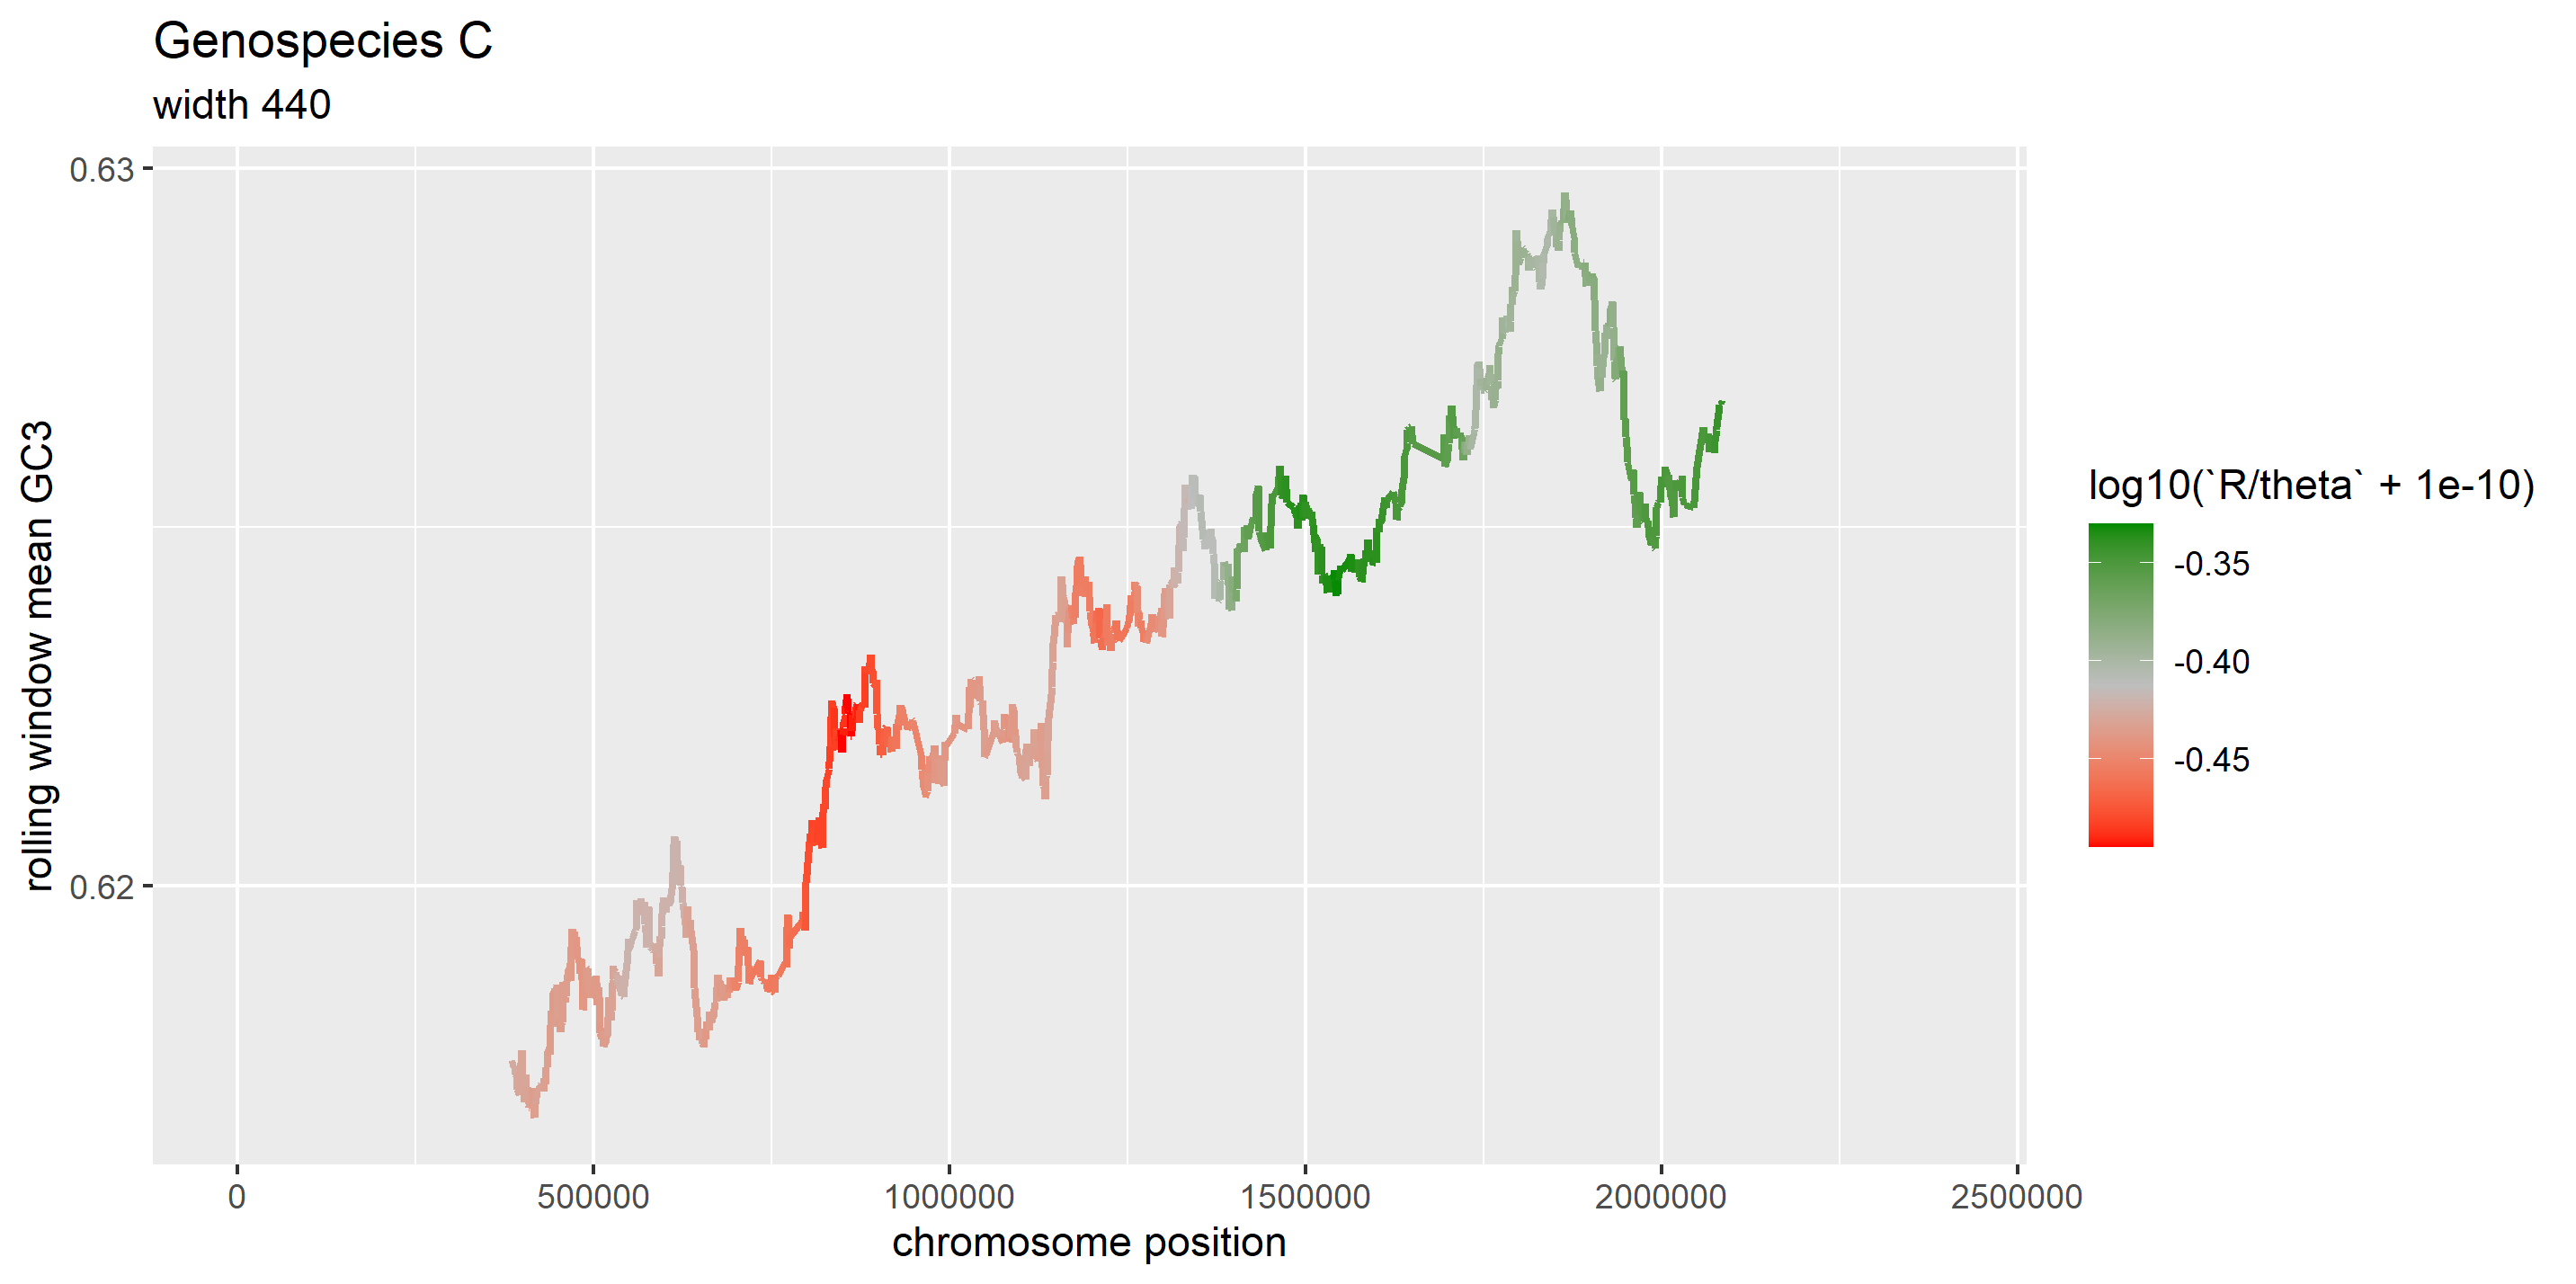 Genospecies C
width 440
0.63
0.62
rolling window mean GC3
0
500000
1000000
1500000
2000000
2500000
chromosome position
log10(`R/theta` + 1e-10)
-0.35
-0.40
-0.45